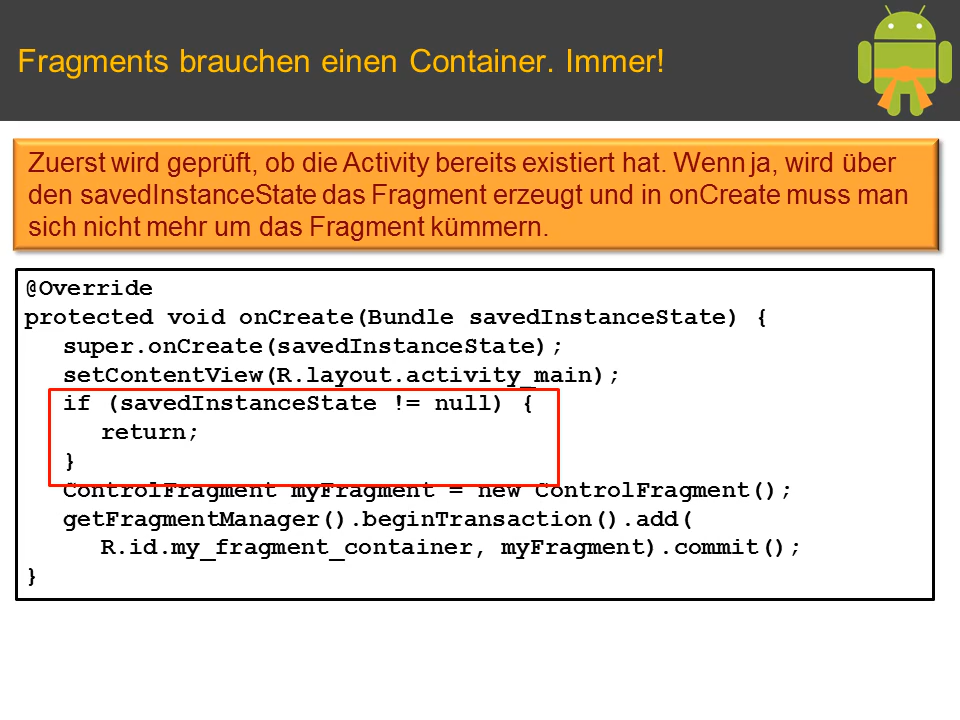 Fragments brauchen einen Container. Immer!
Zuerst wird geprüft, ob die Activity bereits existiert hat. Wenn ja, wird über
den savedInstanceState das Fragment erzeugt und in onCreate muss man
sich nicht mehr um das Fragment kümmern.
@Override
protected void onCreate(Bundle savedInstanceState) {
super.onCreate(savedInstanceState);
setContentView(R.layout.activity_main);
if (savedInstanceState != null) {
return;
}
ControlFragment myFragment = new ControlFragment();
getFragmentManager().beginTransaction().add(
R.id.my_fragment_container, myFragment).commit();
}